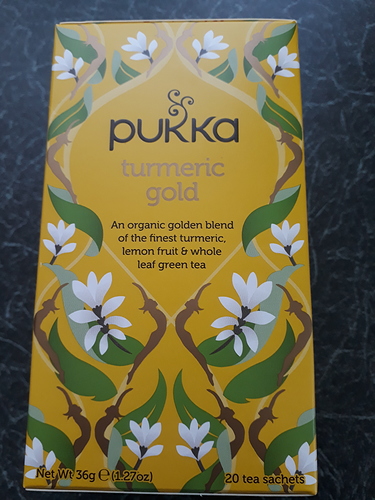 pukka
turmeric
gold
An organic golden blend
of the finest turmeric,
lemon fruit & whole
leaf green tea
Net Wt 36g ℮ (1.27oz)
20 tea sachets